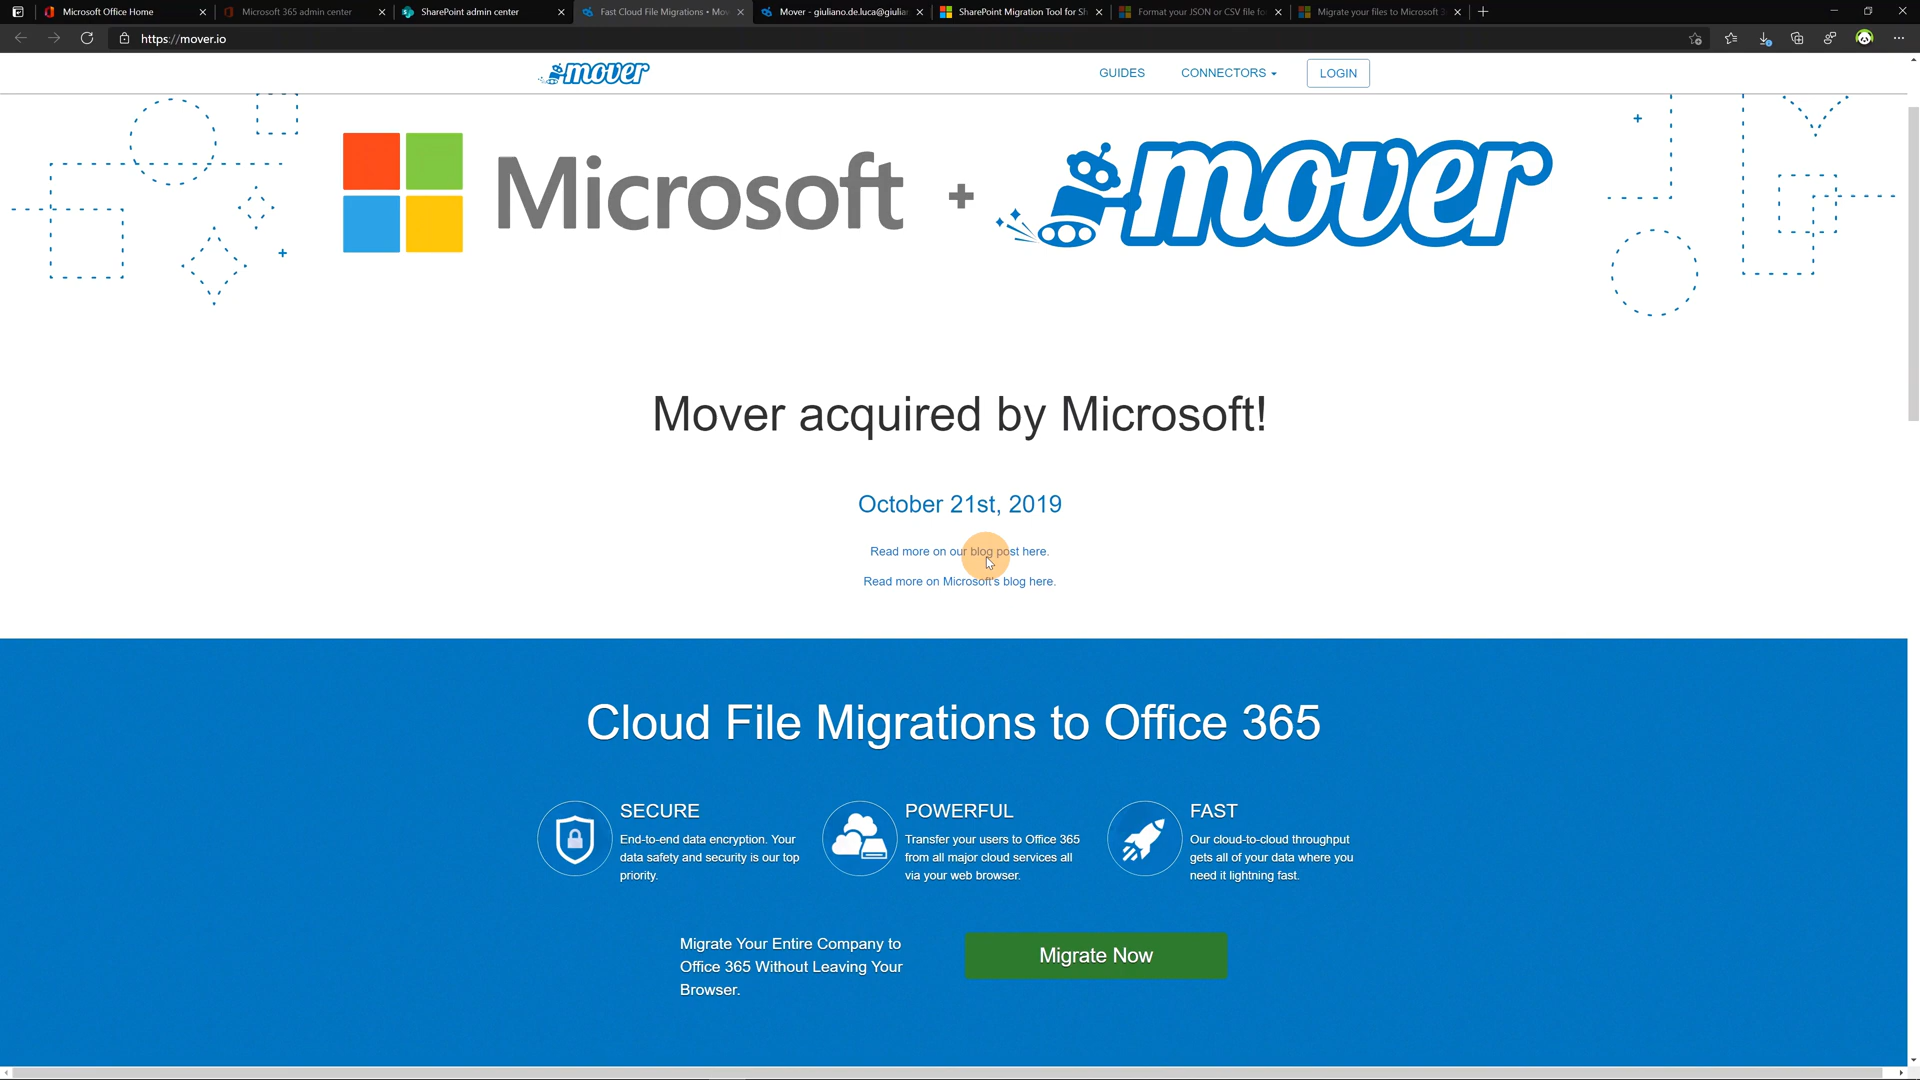 Microsoft Office Home
Microsoft 365 admin center
SharePoint admin center
Fast Cloud File Migrations • Mov
Mover - giuliano.de.luca@giulia
SharePoint Migration Tool for Sh
Format your JSON or CSV file fo
Migrate your files to Microsoft 3
https://mover.io
mover
GUIDES
CONNECTORS
LOGIN
Microsoft + mover
Mover acquired by Microsoft!
October 21st, 2019
Read more on our blog post here.
Read more on Microsoft's blog here.
Cloud File Migrations to Office 365
SECURE
End-to-end data encryption. Your
data safety and security is our top
priority.
POWERFUL
Transfer your users to Office 365
from all major cloud services all
via your web browser.
FAST
Our cloud-to-cloud throughput
gets all of your data where you
need it lightning fast.
Migrate Your Entire Company to
Office 365 Without Leaving Your
Browser.
Migrate Now